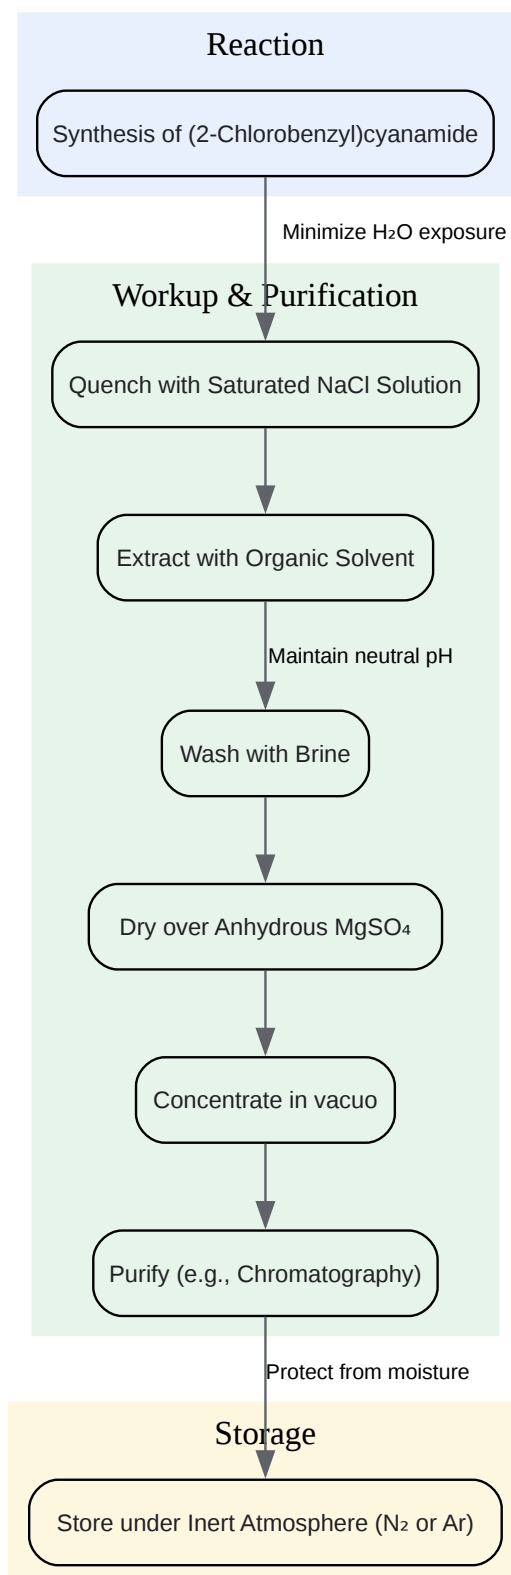 Reaction
Synthesis of (2-Chlorobenzyl)cyanamide
Minimize H₂O exposure
Workup & Purification
Quench with Saturated NaCl Solution
Extract with Organic Solvent
Maintain neutral pH
Wash with Brine
Dry over Anhydrous MgSO₄
Concentrate in vacuo
Purify (e.g., Chromatography)
Protect from moisture
Storage
Store under Inert Atmosphere (N₂ or Ar)